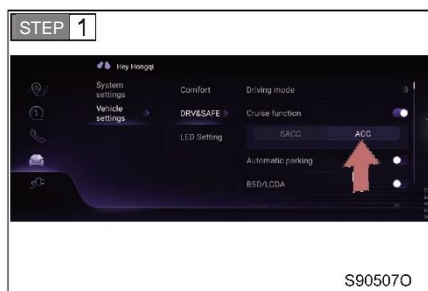 STEP 1
Hey Hongqi
System settings
Comfort
Driving mode
Vehicle settings
DRV&SAFE
Cruise function
LED Setting
SACC
ACC
Automatic parking
BSD/LCDA
S90507O